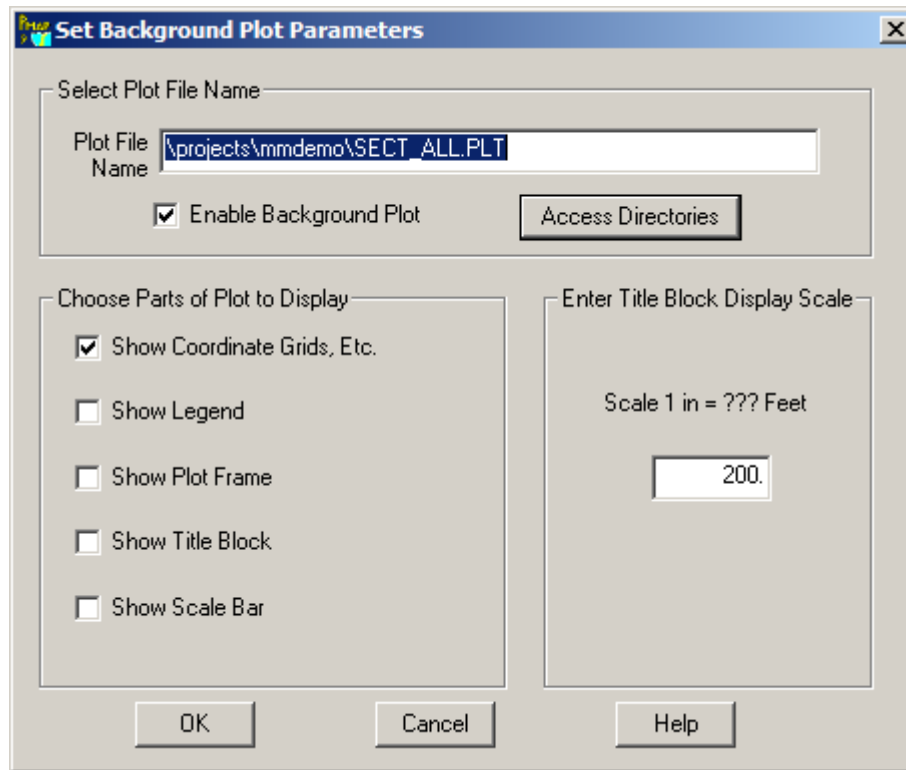 Set Background Plot Parameters
Select Plot File Name
Plot File Name
\projects\mmdemo\SECT_ALL.PLT
Enable Background Plot
Access Directories
Choose Parts of Plot to Display
Show Coordinate Grids, Etc.
Show Legend
Show Plot Frame
Show Title Block
Show Scale Bar
Enter Title Block Display Scale
Scale 1 in = ??? Feet
200.
OK
Cancel
Help